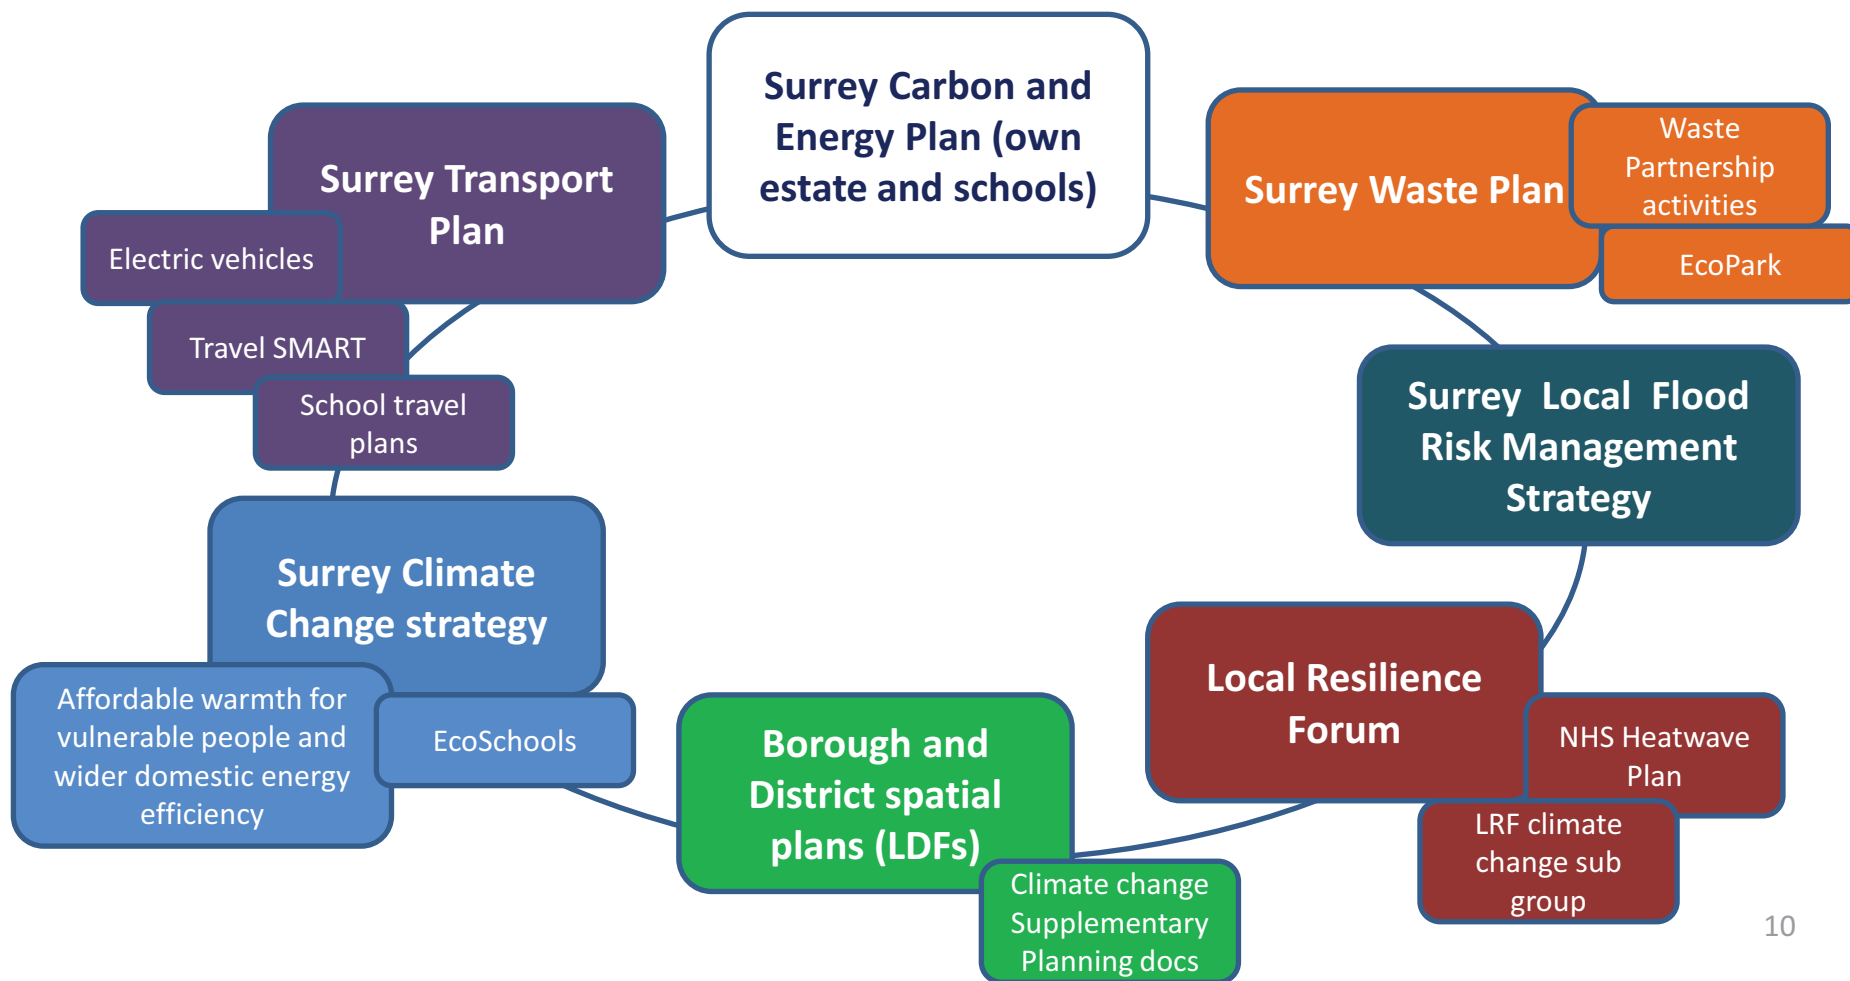 Surrey Carbon and
Energy Plan (own
estate and schools)
Surrey Waste Plan
Waste
Partnership
activities
EcoPark
Surrey Local Flood
Risk Management
Strategy
Local Resilience
Forum
NHS Heatwave
Plan
LRF climate
change sub
group
Borough and
District spatial
plans (LDFs)
Climate change
Supplementary
Planning docs
Surrey Climate
Change strategy
Affordable warmth for
vulnerable people and
wider domestic energy
efficiency
EcoSchools
Surrey Transport
Plan
Electric vehicles
Travel SMART
School travel
plans
10